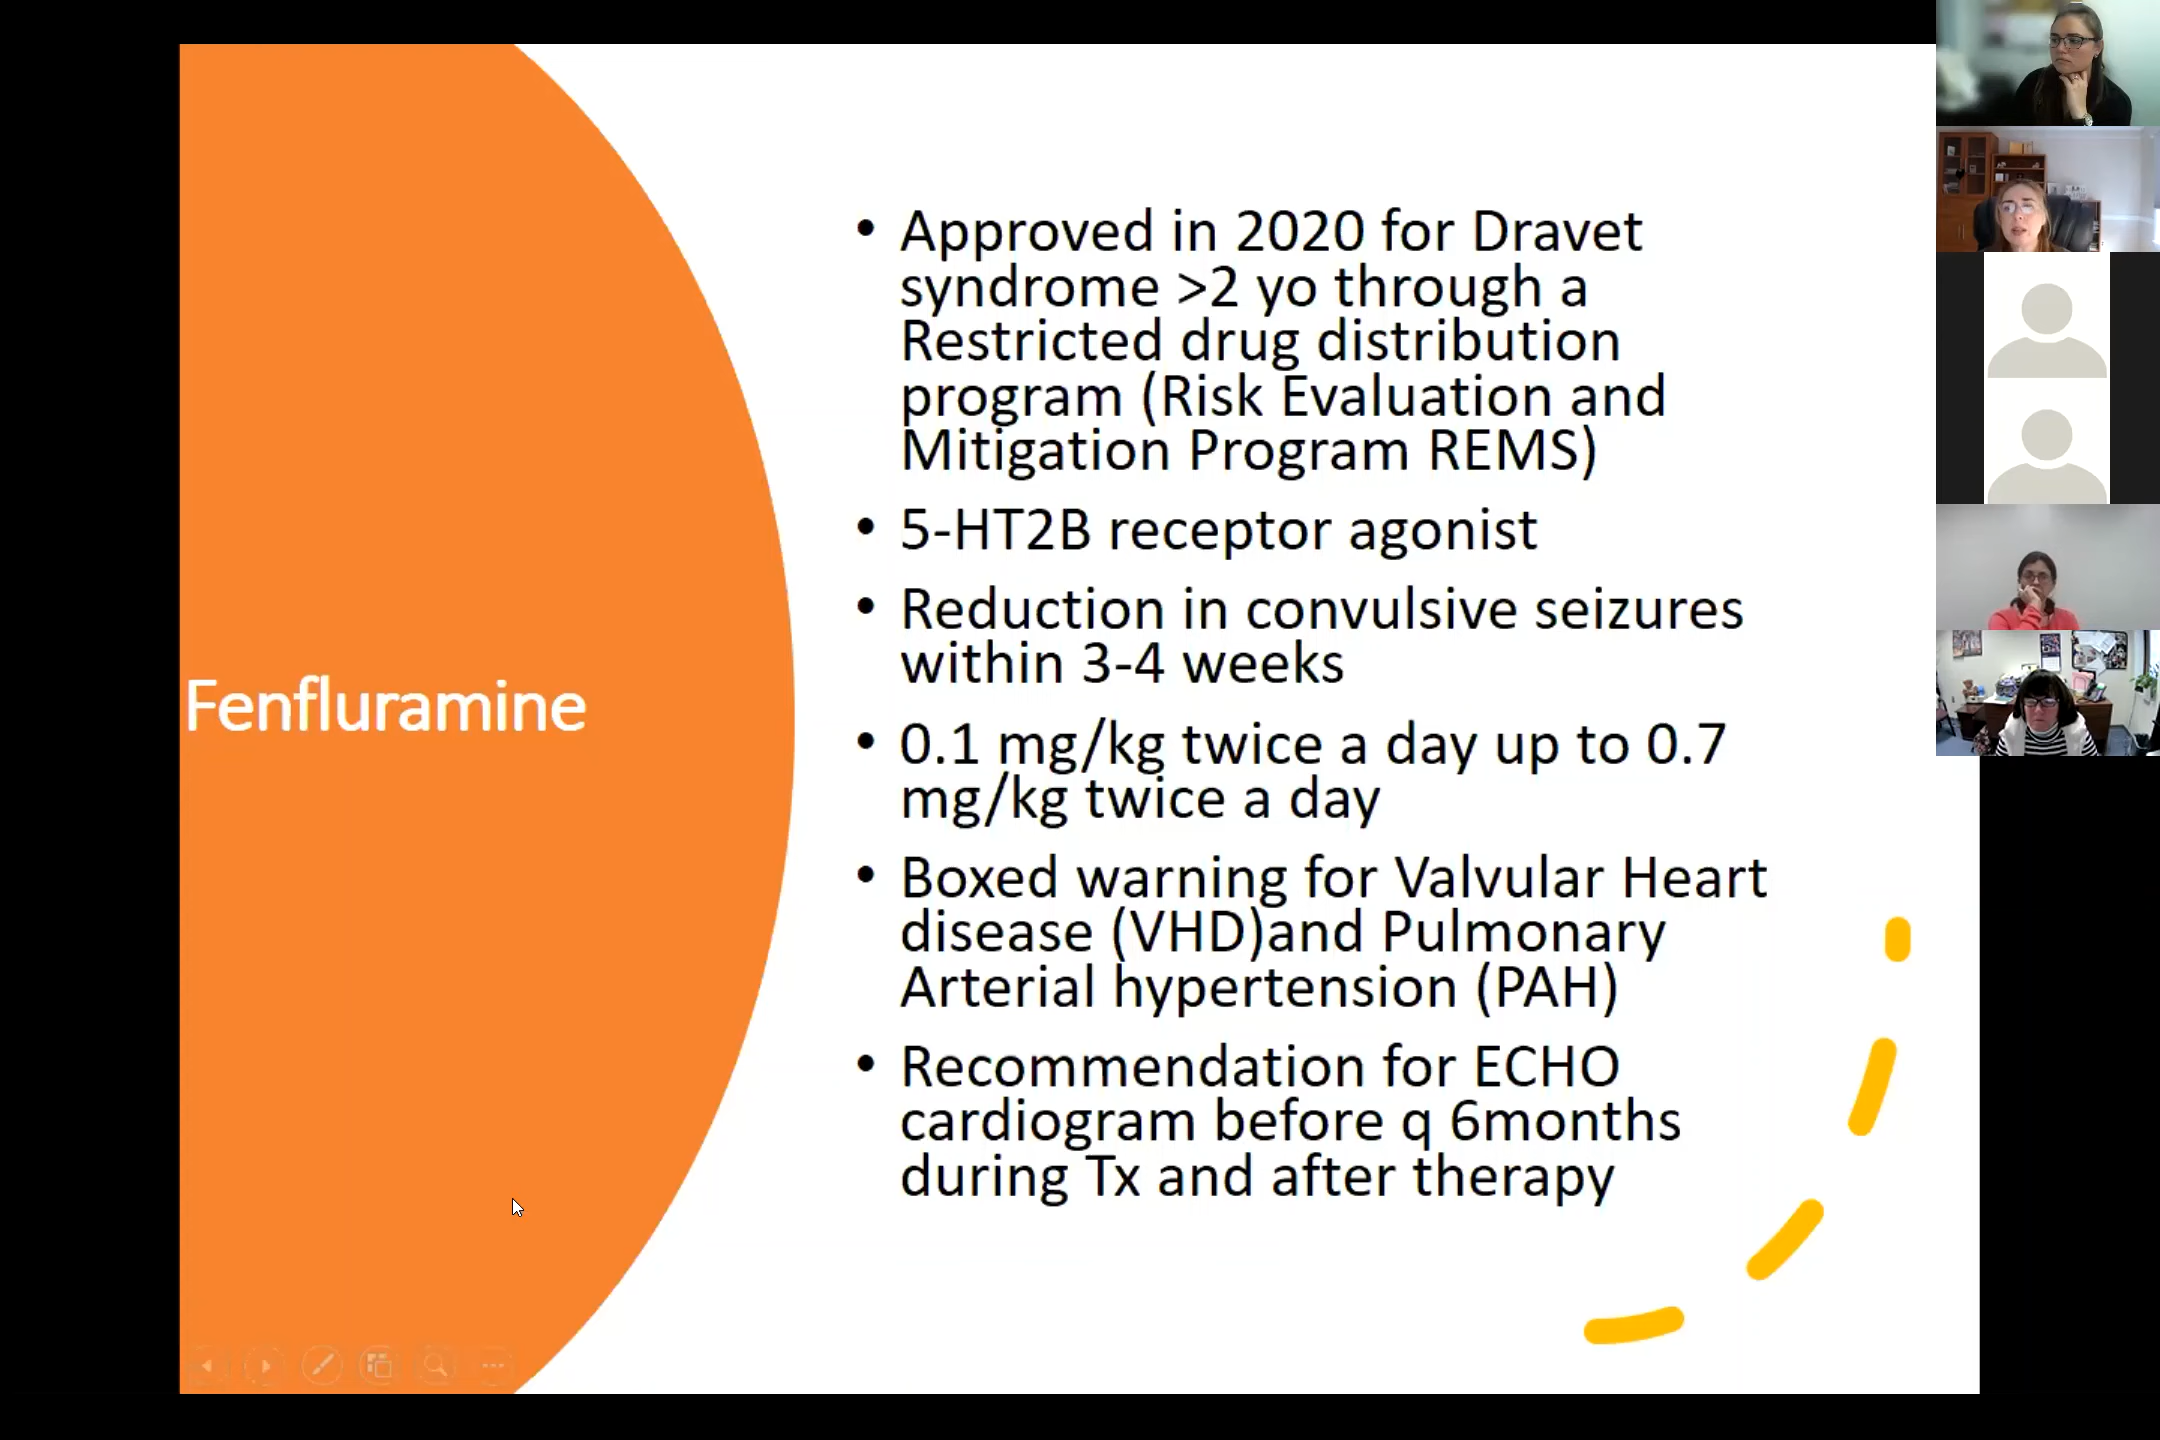 Fenfluramine
• Approved in 2020 for Dravet
syndrome >2 yo through a
Restricted drug distribution
program (Risk Evaluation and
Mitigation Program REMS)
• 5-HT2B receptor agonist
• Reduction in convulsive seizures
within 3-4 weeks
• 0.1 mg/kg twice a day up to 0.7
mg/kg twice a day
• Boxed warning for Valvular Heart
disease (VHD)and Pulmonary
Arterial hypertension (PAH)
• Recommendation for ECHO
cardiogram before q 6months
during Tx and after therapy